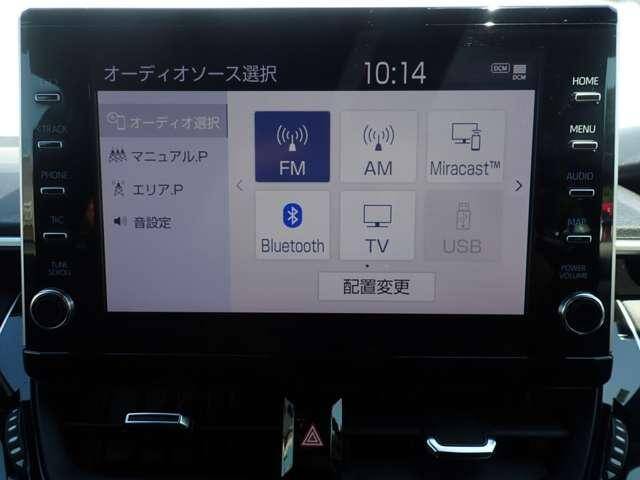 オーディオソース選択 10:14 DCM DCM
オーディオ選択
マニュアル.P
エリア.P
音設定
FM AM Miracast™
Bluetooth TV USB
配置変更
TRACK
PHONE
TUNE
SCROLL
HOME
MENU
AUDIO
MAP
POWER
VOLUME